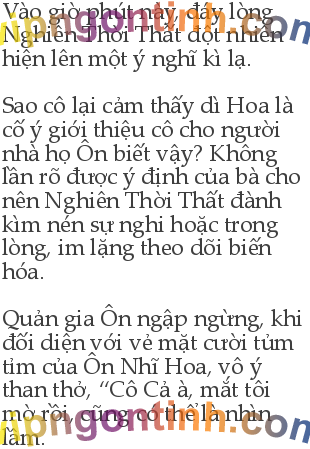 Vào giờ phút này, đáy lòng
Nghiên Thời Thất đột nhiên
hiện lên một ý nghĩ kì lạ.
Sao cô lại cảm thấy dì Hoa là
cố ý giới thiệu cô cho người
nhà họ Ôn biết vậy? Không
lần rõ được ý định của bà cho
nên Nghiên Thời Thất đành
kìm nén sự nghi hoặc trong
lòng, im lặng theo dõi biến
hóa.
Quản gia Ôn ngập ngừng, khi
đối diện với vẻ mặt cười tủm
tỉm của Ôn Nhĩ Hoa, vô ý
than thở, “Cô Cả à, mắt tôi
mờ rồi, cũng có thể là nhìn
lầm.